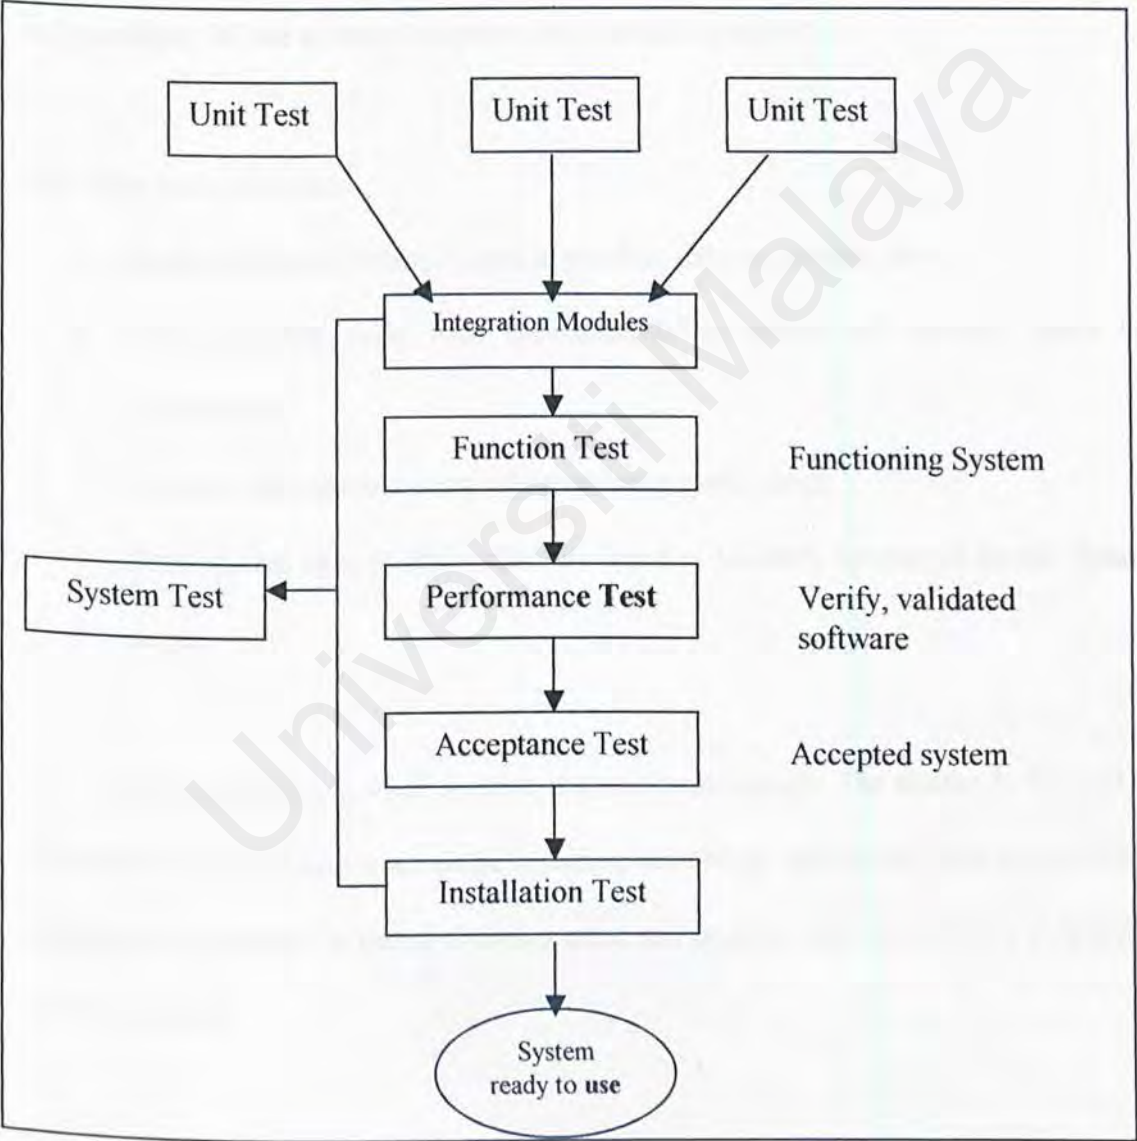 Unit Test
Unit Test
Unit Test
Integration Modules
Function Test
Functioning System
System Test
Performance Test
Verify, validated
software
Acceptance Test
Accepted system
Installation Test
System
ready to use
Universiti Malaya